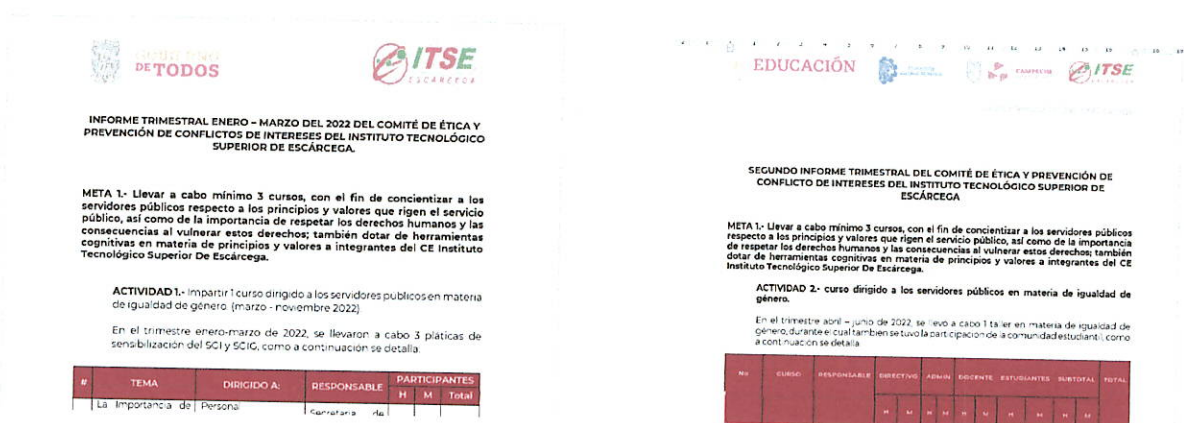 GOBIERNO
DE TODOS
ITSE
ESCÁRCEGA
INFORME TRIMESTRAL ENERO – MARZO DEL 2022 DEL COMITÉ DE ÉTICA Y
PREVENCIÓN DE CONFLICTOS DE INTERESES DEL INSTITUTO TECNOLÓGICO
SUPERIOR DE ESCÁRCEGA.
META 1.- Llevar a cabo mínimo 3 cursos, con el fin de concientizar a los
servidores públicos respecto a los principios y valores que rigen el servicio
público, así como de la importancia de respetar los derechos humanos y las
consecuencias al vulnerar estos derechos; también dotar de herramientas
cognitivas en materia de principios y valores a integrantes del CE Instituto
Tecnológico Superior De Escárcega.
ACTIVIDAD 1.- Impartir 1 curso dirigido a los servidores publicos en materia
de igualdad de género. (marzo - noviembre 2022)
En el trimestre enero-marzo de 2022, se llevaron a cabo 3 pláticas de
sensibilización del SCI y SCIG, como a continuación se detalla.
# TEMA DIRIGIDO A: RESPONSABLE PARTICIPANTES
H M Total
La Importancia de Personal Secretaria de
EDUCACIÓN
CAMPECHE
ITSE
SEGUNDO INFORME TRIMESTRAL DEL COMITÉ DE ÉTICA Y PREVENCIÓN DE
CONFLICTO DE INTERESES DEL INSTITUTO TECNOLÓGICO SUPERIOR DE
ESCÁRCEGA
META 1.- Llevar a cabo mínimo 3 cursos, con el fin de concientizar a los servidores públicos
respecto a los principios y valores que rigen el servicio público, así como de la importancia
de respetar los derechos humanos y las consecuencias al vulnerar estos derechos; también
dotar de herramientas cognitivas en materia de principios y valores a integrantes del CE
Instituto Tecnológico Superior De Escárcega.
ACTIVIDAD 2.- curso dirigido a los servidores públicos en materia de igualdad de
género.
En el trimestre abril – junio de 2022, se llevo a cabo 1 taller en materia de igualdad de
género, durante el cual tambien se tuvo la participación de la comunidad estudiantil, como
a continuación se detalla
No CURSO RESPONSABLE DIRECTIVO ADMIN DOCENTE ESTUDIANTES SUBTOTAL TOTAL
H M H M H M H M H M